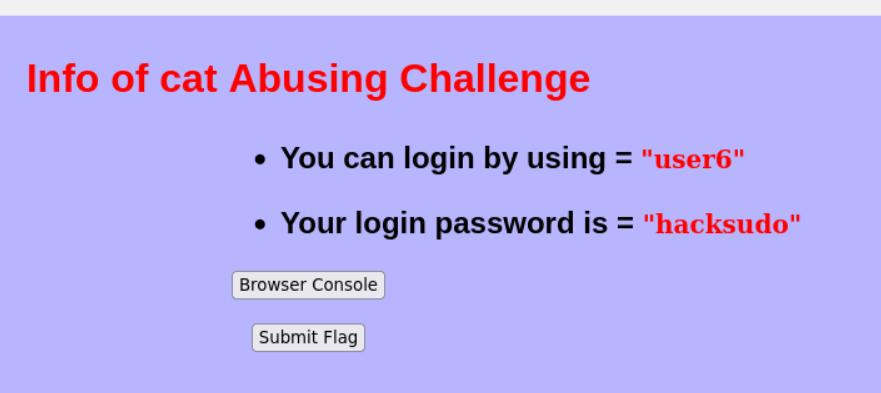 Info of cat Abusing Challenge
You can login by using = "user6"
Your login password is = "hacksudo"
Browser Console
Submit Flag